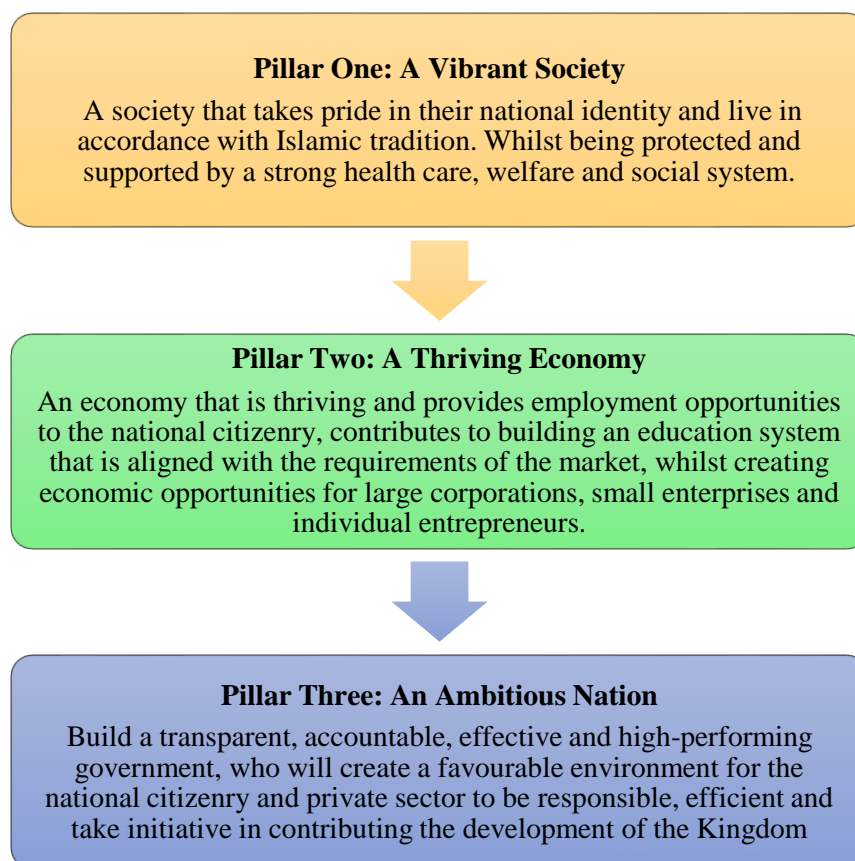 Pillar One: A Vibrant Society
A society that takes pride in their national identity and live in
accordance with Islamic tradition. Whilst being protected and
supported by a strong health care, welfare and social system.
Pillar Two: A Thriving Economy
An economy that is thriving and provides employment opportunities
to the national citizenry, contributes to building an education system
that is aligned with the requirements of the market, whilst creating
economic opportunities for large corporations, small enterprises and
individual entrepreneurs.
Pillar Three: An Ambitious Nation
Build a transparent, accountable, effective and high-performing
government, who will create a favourable environment for the
national citizenry and private sector to be responsible, efficient and
take initiative in contributing the development of the Kingdom